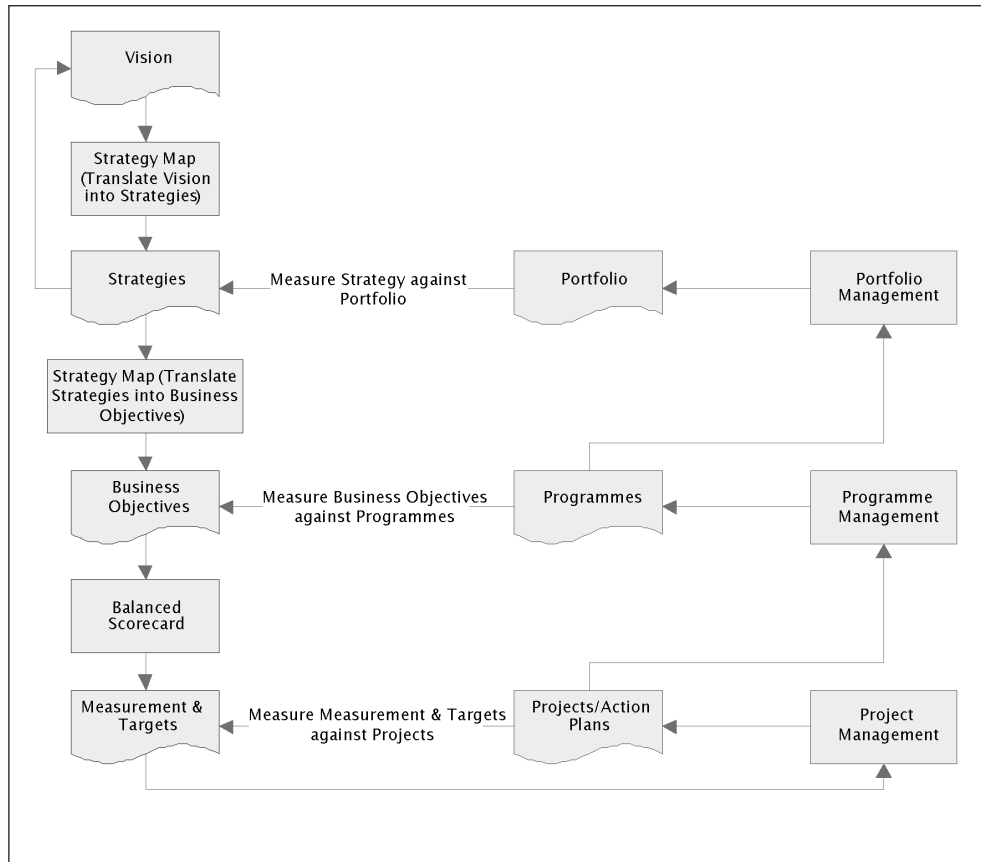 Vision
Strategy Map
(Translate Vision
into Strategies)
Strategies
Measure Strategy against
Portfolio
Portfolio
Portfolio
Management
Strategy Map (Translate
Strategies into Business
Objectives)
Business
Objectives
Measure Business Objectives
against Programmes
Programmes
Programme
Management
Balanced
Scorecard
Measurement &
Targets
Measure Measurement & Targets
against Projects
Projects/Action
Plans
Project
Management